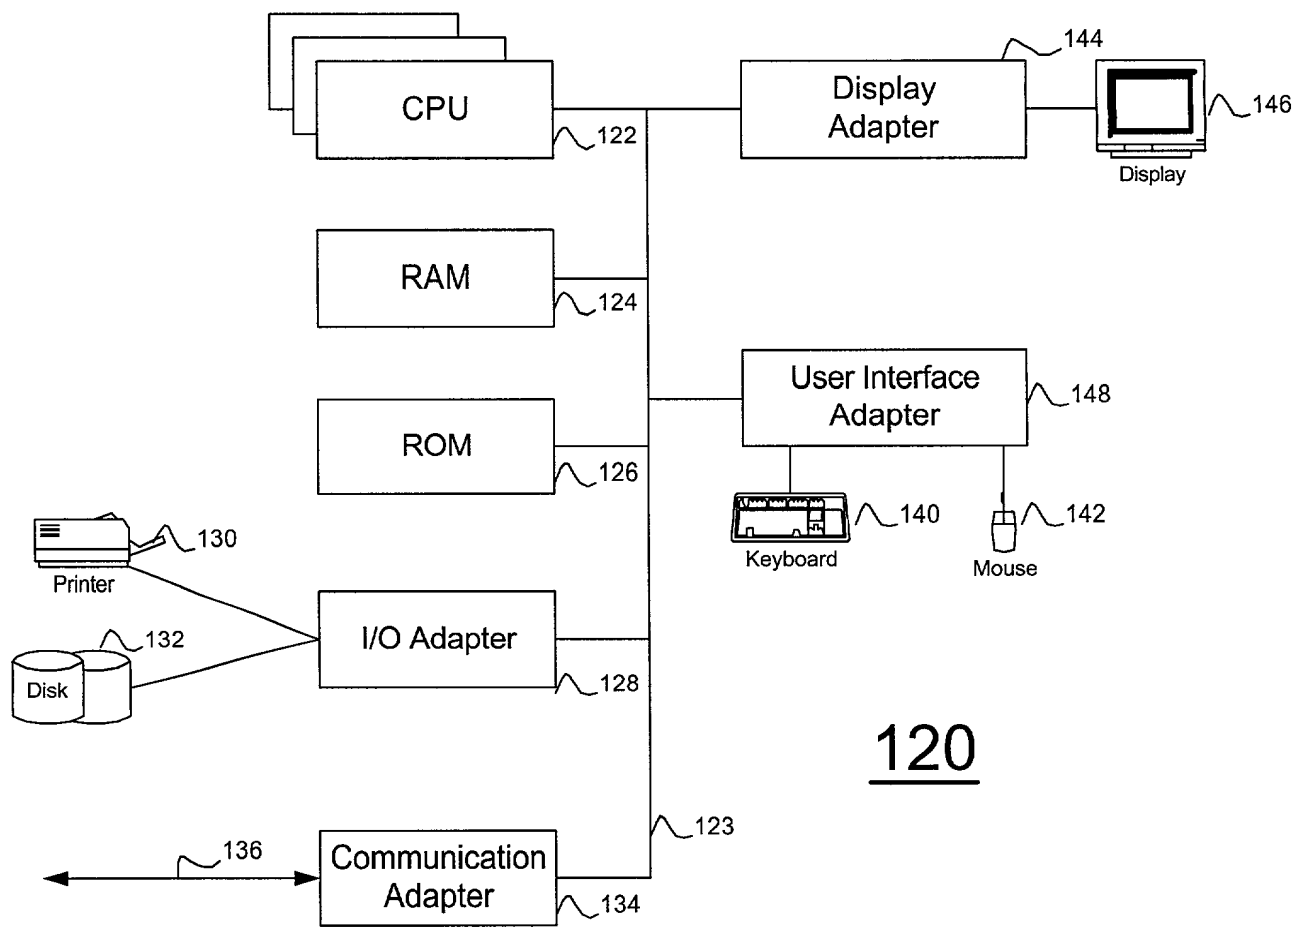 144
CPU
Display
Adapter
146
122
Display
RAM
124
User Interface
Adapter
148
ROM
126
140
142
130
Keyboard
Mouse
Printer
I/O Adapter
132
Disk
128
120
123
136
Communication
Adapter
134